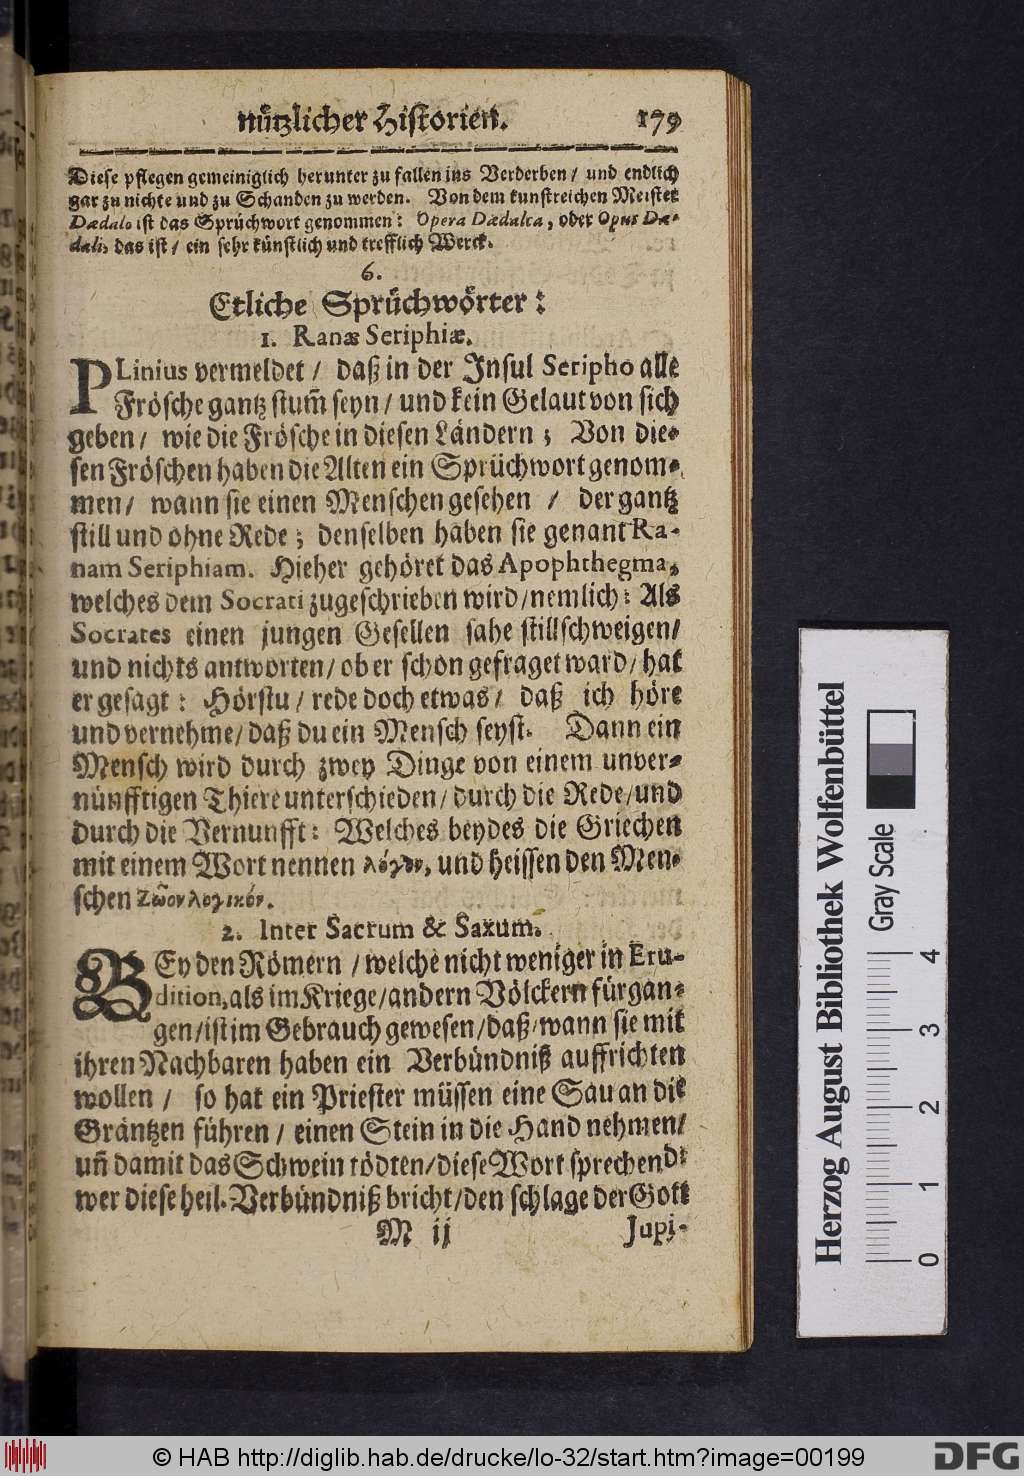 nützlicher Historien. 179
Diese pflegen gemeiniglich herunter zu fallen ins Verderben / und endlich
gar zu nichte und zu Schanden zu werden. Von dem kunstreichen Meister
Dædalo ist das Sprüchwort genommen: Opera Dædalea, oder Opus Dæ-
dali, das ist / ein sehr künstlich und trefflich Werck.
6.
Etliche Sprüchwörter:
1. Ranæ Seriphiæ.
PLinius vermeldet / daß in der Insul Seripho alle
Frösche gantz stum̃ seyn / und kein Gelaut von sich
geben / wie die Frösche in diesen Ländern; Von die-
sen Fröschen haben die Alten ein Sprüchwort genom-
men / wann sie einen Menschen gesehen / der gantz
still und ohne Rede; denselben haben sie genant Ra-
nam Seriphiam. Hieher gehöret das Apophthegma,
welches dem Socrati zugeschrieben wird / nemlich: Als
Socrates einen jungen Gesellen sahe stillschweigen /
und nichts antworten / ob er schon gefraget ward / hat
er gesagt: Hörstu / rede doch etwas / daß ich höre
und vernehme / daß du ein Mensch seyst. Dann ein
Mensch wird durch zwey Dinge von einem unver-
nünfftigen Thiere unterschieden / durch die Rede / und
durch die Vernunfft: Welches beydes die Griechen
mit einem Wort nennen λόγον, und heissen den Men-
schen ζῶον λογικόν.
2. Inter Sacrum & Saxum.
BEy den Römern / welche nicht weniger in Eru-
dition, als im Kriege / andern Völckern fürgan-
gen / ist im Gebrauch gewesen / daß / wann sie mit
ihren Nachbaren haben ein Verbündniß auffrichten
wollen / so hat ein Priester müssen eine Sau an die
Gräntzen führen / einen Stein in die Hand nehmen /
uñ damit das Schwein tödten / diese Wort sprechend:
wer diese heil. Verbündniß bricht / den schlage der Gott
M ij Jupi-
Herzog August Bibliothek Wolfenbüttel
Gray Scale
0 1 2 3 4
© HAB http://diglib.hab.de/drucke/lo-32/start.htm?image=00199
DFG